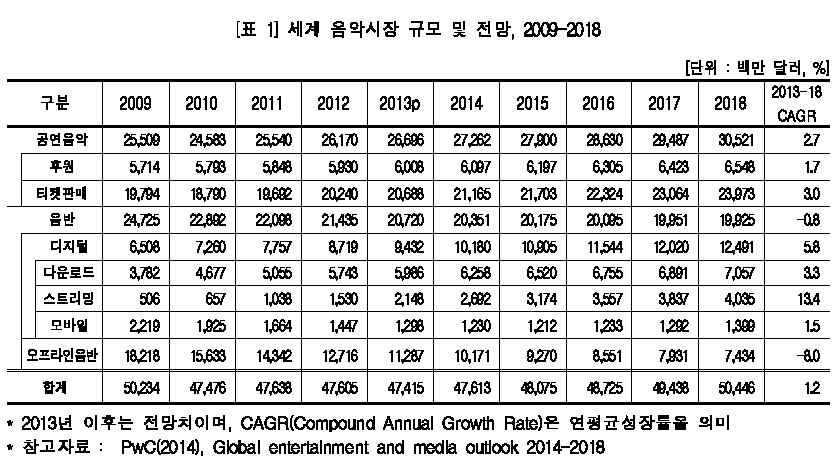 [표 1] 세계 음악시장 규모 및 전망, 2009-2018
[단위 : 백만 달러, %]
구분 2009 2010 2011 2012 2013p 2014 2015 2016 2017 2018 2013-18 CAGR
공연음악 25,509 24,583 25,540 26,170 26,696 27,262 27,900 28,630 29,487 30,521 2.7
후원 5,714 5,793 5,848 5,930 6,008 6,097 6,197 6,305 6,423 6,548 1.7
티켓판매 19,794 18,790 19,692 20,240 20,688 21,165 21,703 22,324 23,064 23,973 3.0
음반 24,725 22,892 22,098 21,435 20,720 20,351 20,175 20,095 19,951 19,925 -0.8
디지털 6,508 7,260 7,757 8,719 9,432 10,180 10,905 11,544 12,020 12,491 5.8
다운로드 3,782 4,677 5,055 5,743 5,986 6,258 6,520 6,755 6,891 7,057 3.3
스트리밍 506 657 1,038 1,530 2,148 2,692 3,174 3,557 3,837 4,035 13.4
모바일 2,219 1,925 1,664 1,447 1,298 1,230 1,212 1,233 1,292 1,399 1.5
오프라인음반 18,218 15,633 14,342 12,716 11,287 10,171 9,270 8,551 7,931 7,434 -8.0
합계 50,234 47,476 47,638 47,605 47,415 47,613 48,075 48,725 49,438 50,446 1.2
* 2013년 이후는 전망치이며, CAGR(Compound Annual Growth Rate)은 연평균성장률을 의미
* 참고자료 : PwC(2014), Global entertainment and media outlook 2014-2018